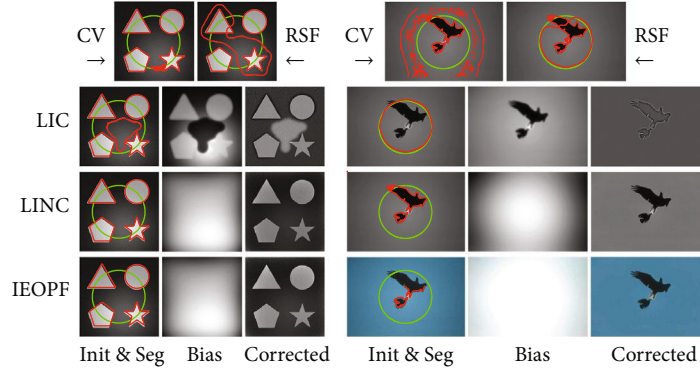 CV → RSF ← CV → RSF ←
LIC
LINC
IEOPF
Init & Seg Bias Corrected Init & Seg Bias Corrected